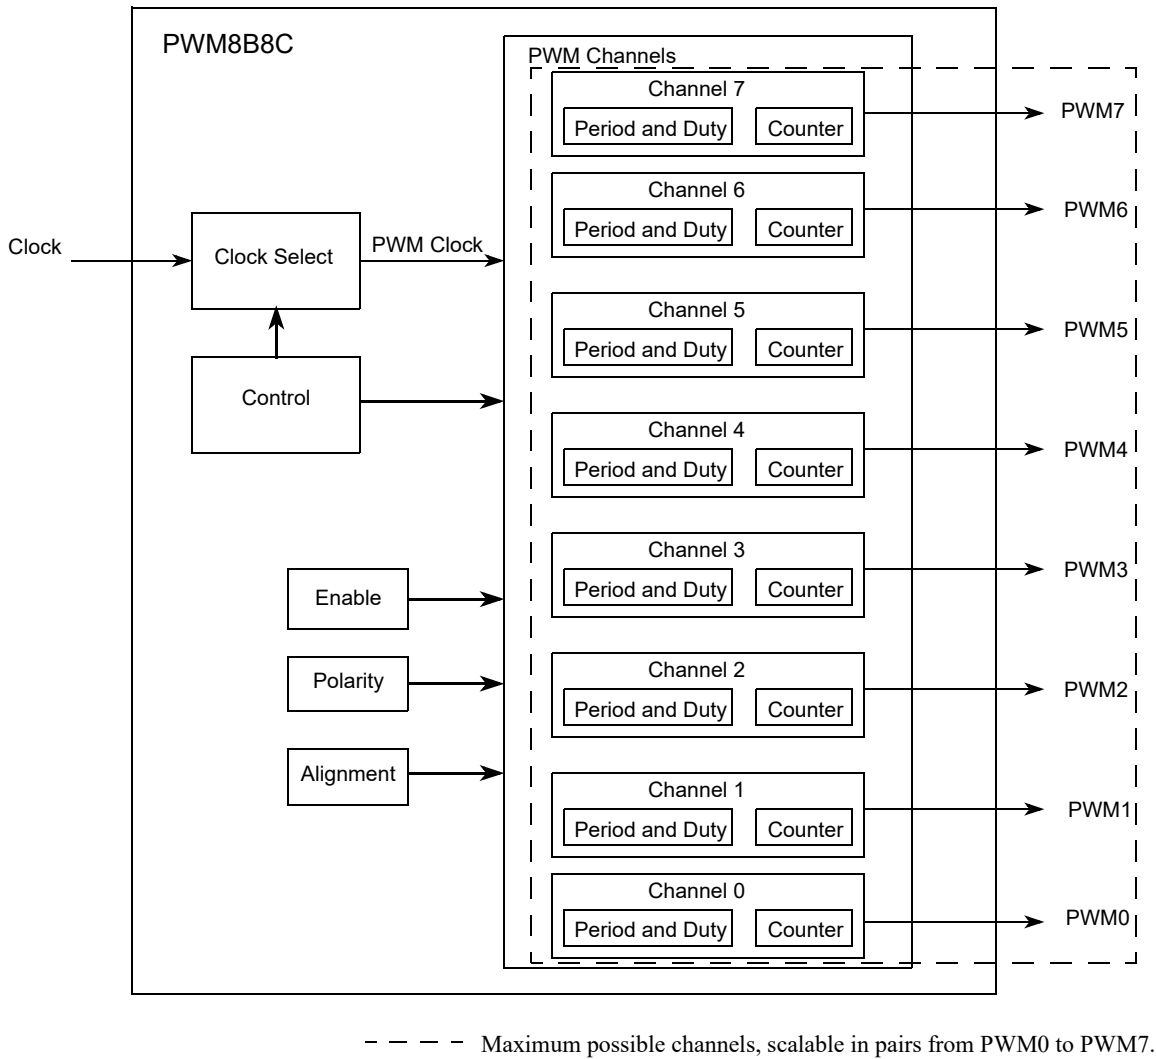 PWM8B8C
PWM Channels
Channel 7
Period and Duty
Counter
PWM7
Channel 6
Period and Duty
Counter
PWM6
Clock
Clock Select
PWM Clock
Channel 5
Period and Duty
Counter
PWM5
Control
Channel 4
Period and Duty
Counter
PWM4
Channel 3
Period and Duty
Counter
PWM3
Enable
Polarity
Channel 2
Period and Duty
Counter
PWM2
Alignment
Channel 1
Period and Duty
Counter
PWM1
Channel 0
Period and Duty
Counter
PWM0
Maximum possible channels, scalable in pairs from PWM0 to PWM7.